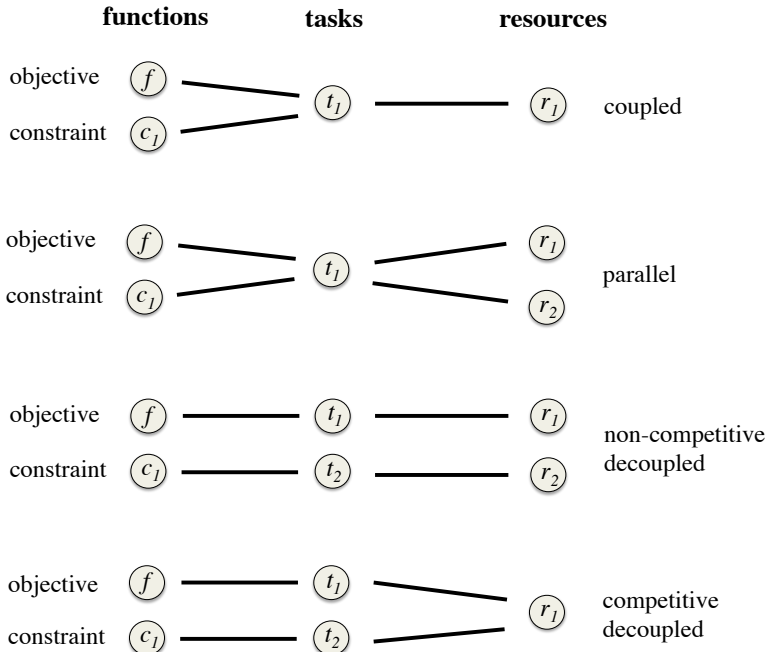 functions tasks resources
objective f t1 r1 coupled
constraint c1
objective f t1 r1 parallel
constraint c1 r2
objective f t1 r1 non-competitive
constraint c1 t2 r2 decoupled
objective f t1 r1 competitive
constraint c1 t2 decoupled